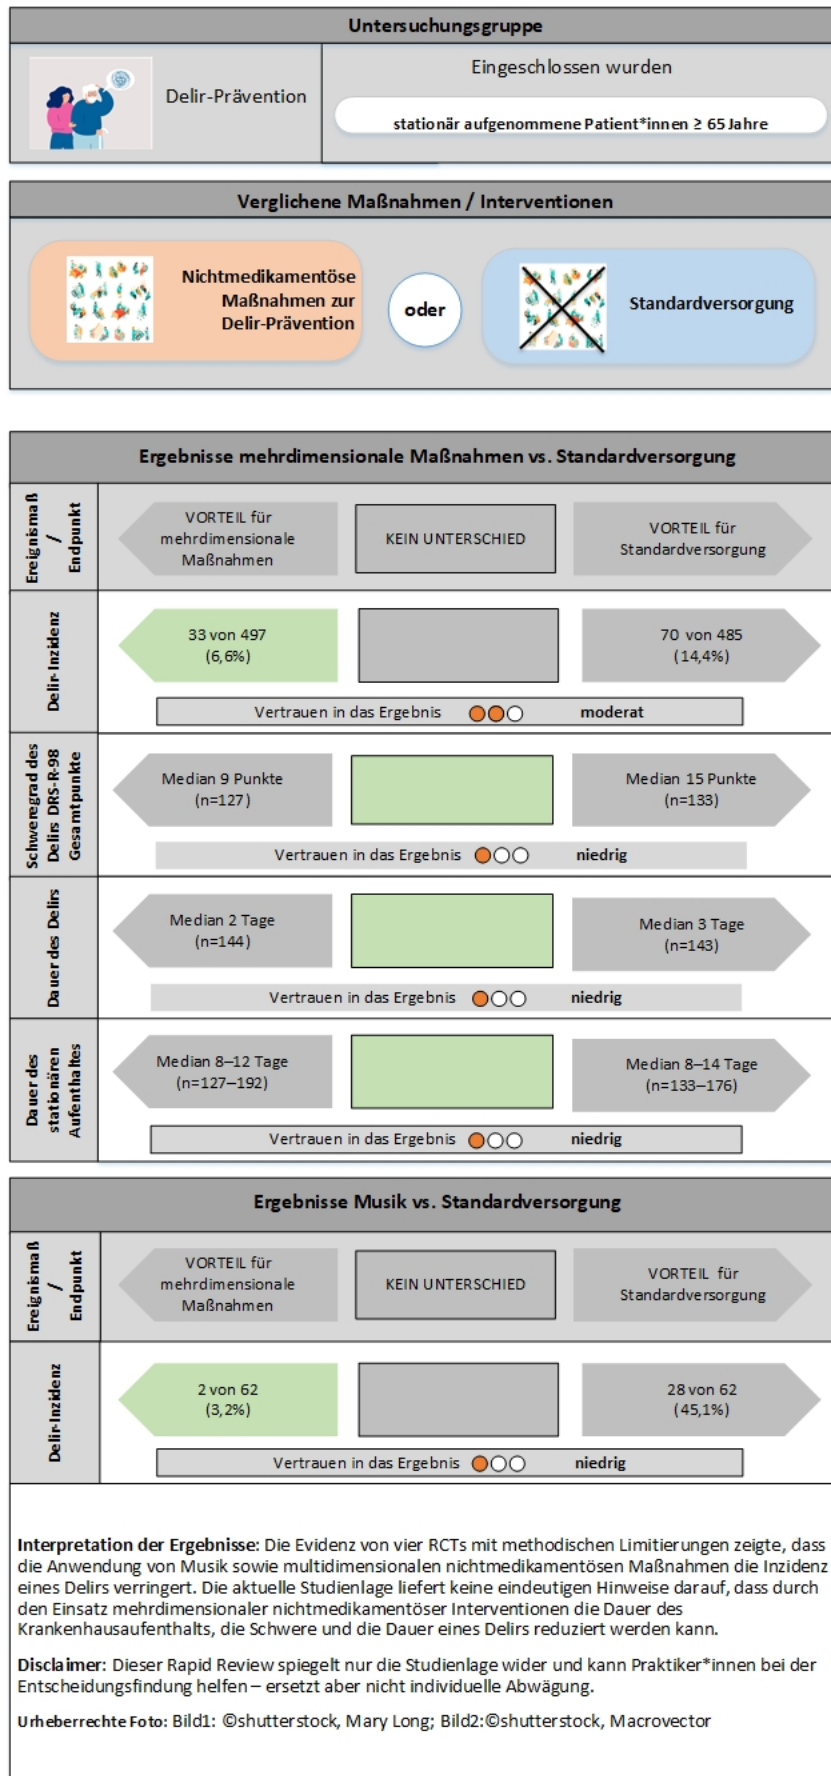 Untersuchungsgruppe
Delir-Prävention
Eingeschlossen wurden
stationär aufgenommene Patient*innen ≥ 65 Jahre
Verglichene Maßnahmen / Interventionen
Nichtmedikamentöse
Maßnahmen zur
Delir-Prävention
oder
Standardversorgung
Ergebnisse mehrdimensionale Maßnahmen vs. Standardversorgung
Ereignismaß
/
Endpunkt
VORTEIL für
mehrdimensionale
Maßnahmen
KEIN UNTERSCHIED
VORTEIL für
Standardversorgung
Delir-Inzidenz
33 von 497
(6,6%)
70 von 485
(14,4%)
Vertrauen in das Ergebnis moderat
Schweregrad des
Delirs DRS-R-98
Gesamtpunkte
Median 9 Punkte
(n=127)
Median 15 Punkte
(n=133)
Vertrauen in das Ergebnis niedrig
Dauer des Delirs
Median 2 Tage
(n=144)
Median 3 Tage
(n=143)
Vertrauen in das Ergebnis niedrig
Dauer des
stationären
Aufenthaltes
Median 8–12 Tage
(n=127–192)
Median 8–14 Tage
(n=133–176)
Vertrauen in das Ergebnis niedrig
Ergebnisse Musik vs. Standardversorgung
Ereignismaß
/
Endpunkt
VORTEIL für
mehrdimensionale
Maßnahmen
KEIN UNTERSCHIED
VORTEIL für
Standardversorgung
Delir-Inzidenz
2 von 62
(3,2%)
28 von 62
(45,1%)
Vertrauen in das Ergebnis niedrig
Interpretation der Ergebnisse: Die Evidenz von vier RCTs mit methodischen Limitierungen zeigte, dass
die Anwendung von Musik sowie multidimensionalen nichtmedikamentösen Maßnahmen die Inzidenz
eines Delirs verringert. Die aktuelle Studienlage liefert keine eindeutigen Hinweise darauf, dass durch
den Einsatz mehrdimensionaler nichtmedikamentöser Interventionen die Dauer des
Krankenhausaufenthalts, die Schwere und die Dauer eines Delirs reduziert werden kann.
Disclaimer: Dieser Rapid Review spiegelt nur die Studienlage wider und kann Praktiker*innen bei der
Entscheidungsfindung helfen – ersetzt aber nicht individuelle Abwägung.
Urheberrechte Foto: Bild1: ©shutterstock, Mary Long; Bild2:©shutterstock, Macrovector